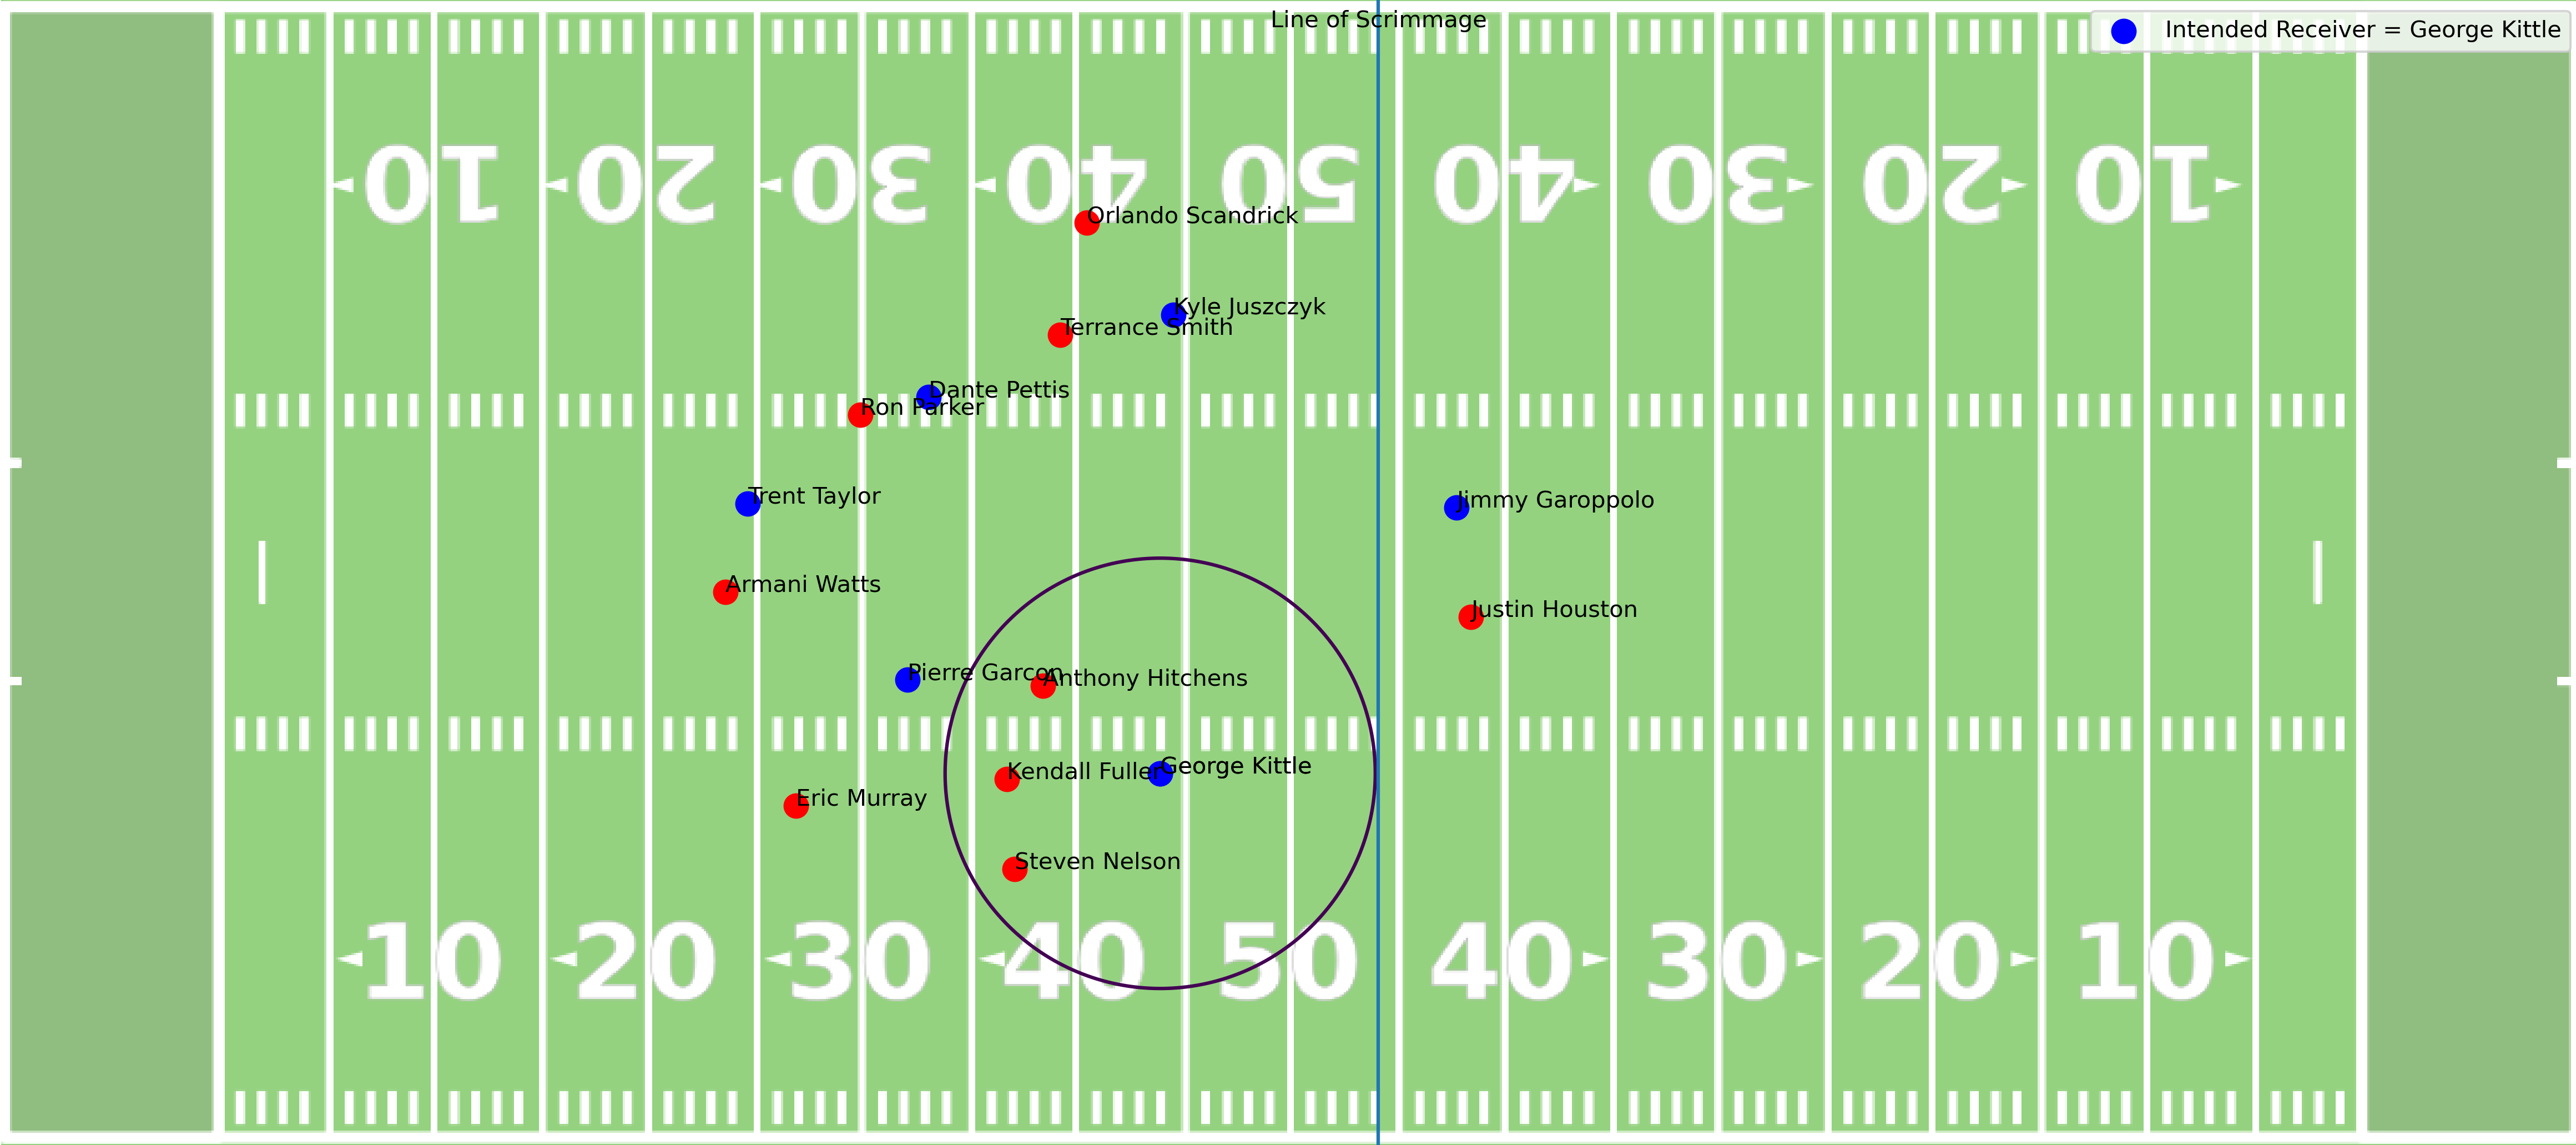 Line of Scrimmage
Intended Receiver = George Kittle
10 20 30 40 50 40 30 20 10
Orlando Scandrick
Kyle Juszczyk
Terrance Smith
Dante Pettis
Ron Parker
Trent Taylor
Jimmy Garoppolo
Armani Watts
Justin Houston
Pierre Garcon
Anthony Hitchens
George Kittle
Kendall Fuller
Eric Murray
Steven Nelson
10 20 30 40 50 40 30 20 10